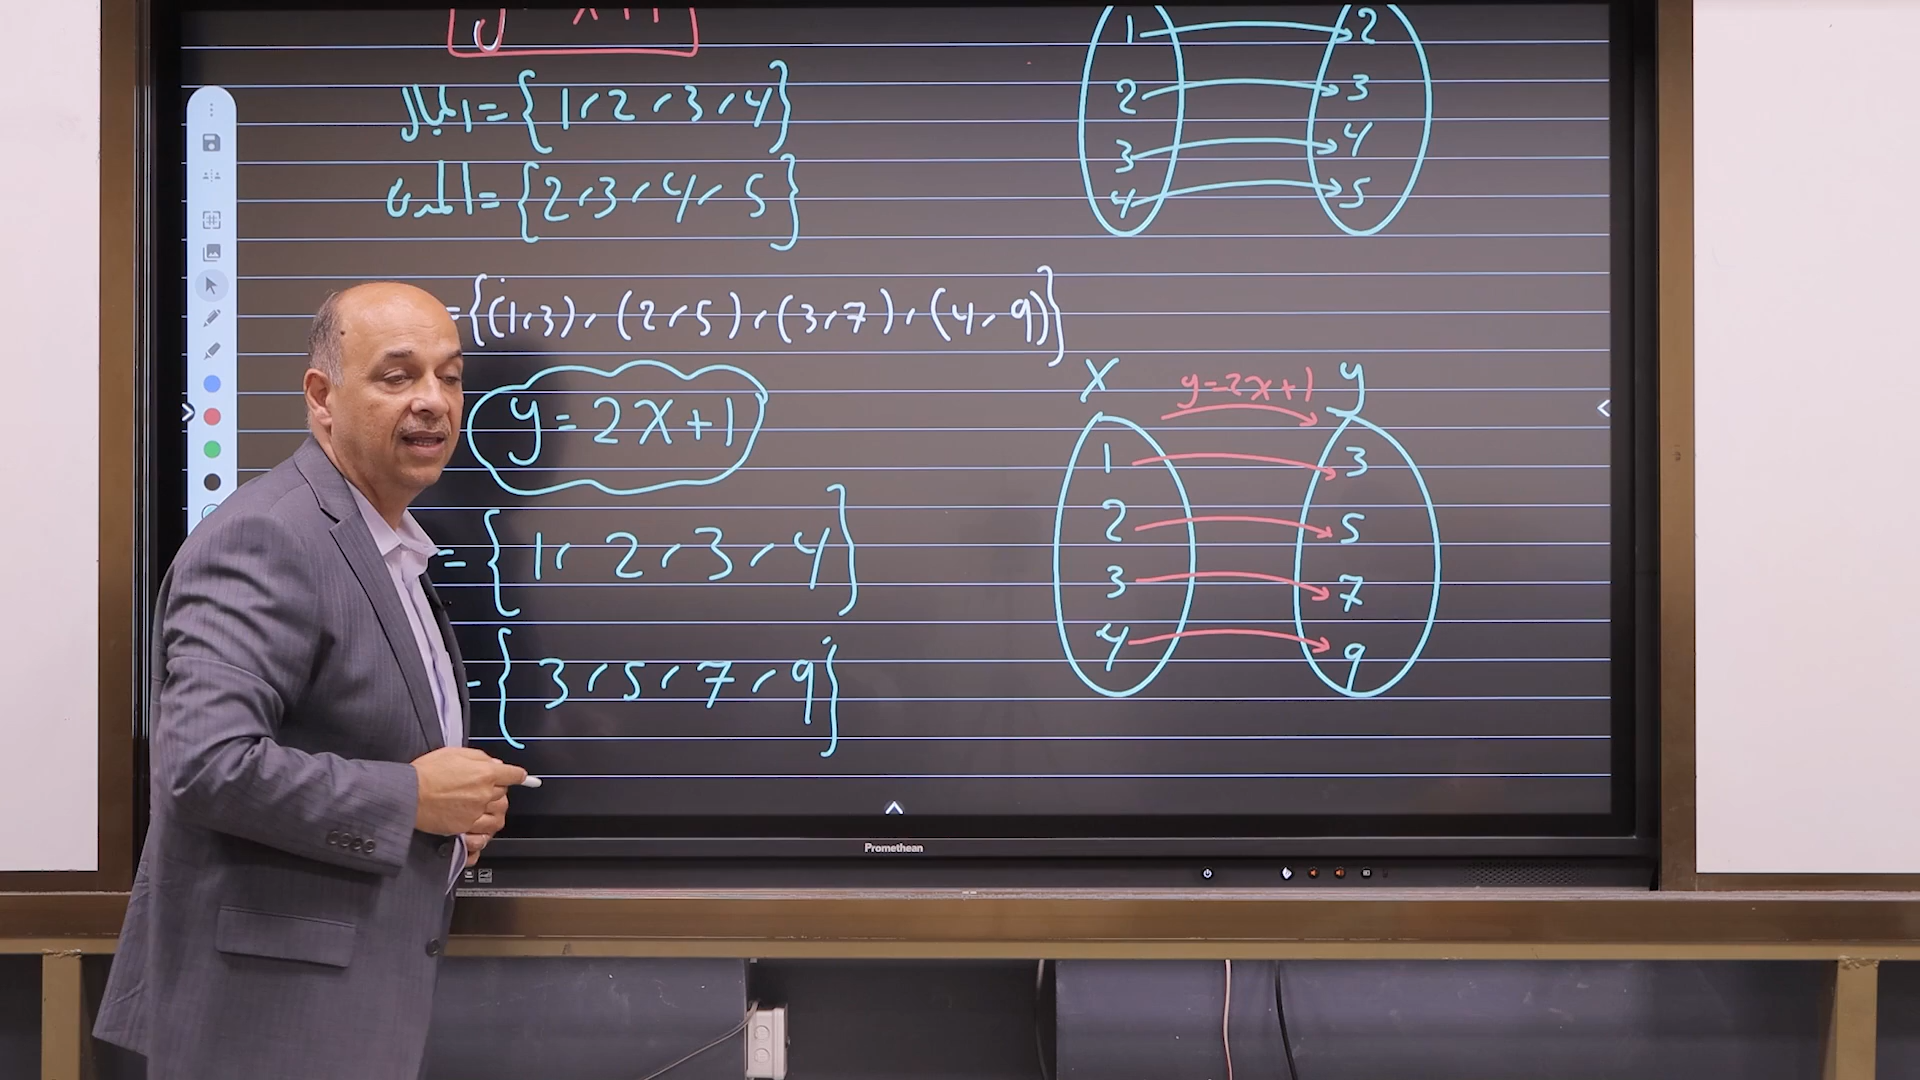 y = x+1
المجال = {1, 2, 3, 4}
المدى = {2, 3, 4, 5}
1 → 2
2 → 3
3 → 4
4 → 5
= {(1,3), (2,5), (3,7), (4,9)}
y = 2x+1
= {1, 2, 3, 4}
= {3, 5, 7, 9}
x y=2x+1 y
1 → 3
2 → 5
3 → 7
4 → 9
Promethean